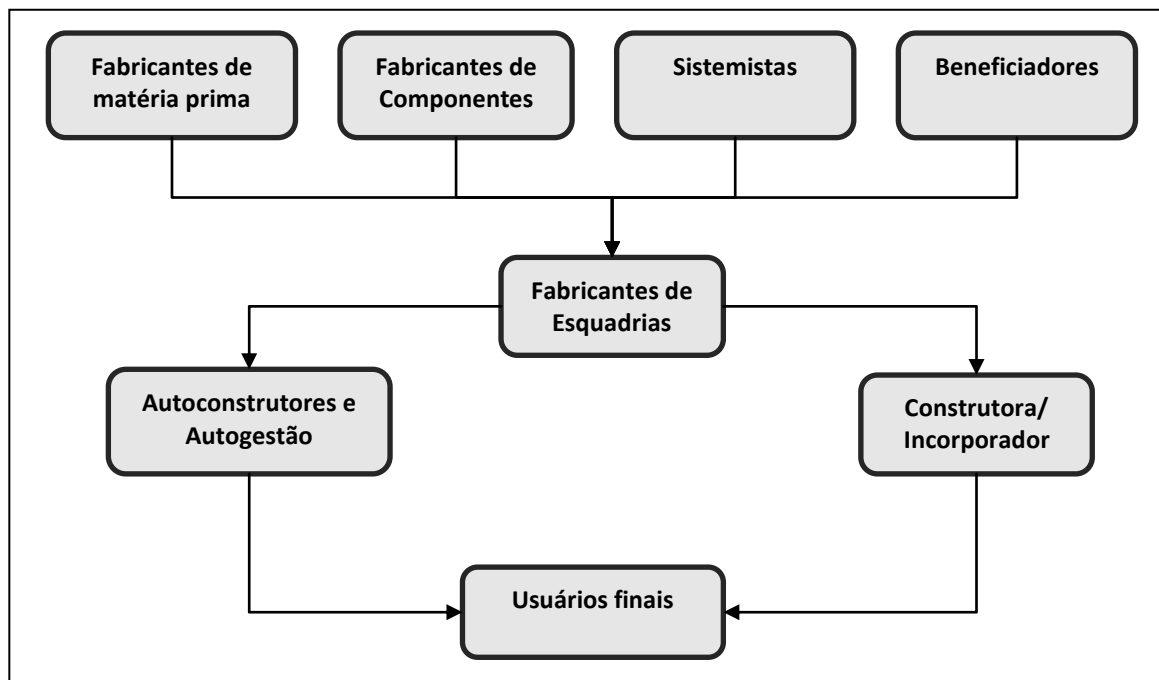 Fabricantes de
matéria prima
Fabricantes de
Componentes
Sistemistas
Beneficiadores
Fabricantes de
Esquadrias
Autoconstrutores e
Autogestão
Construtora/
Incorporador
Usuários finais